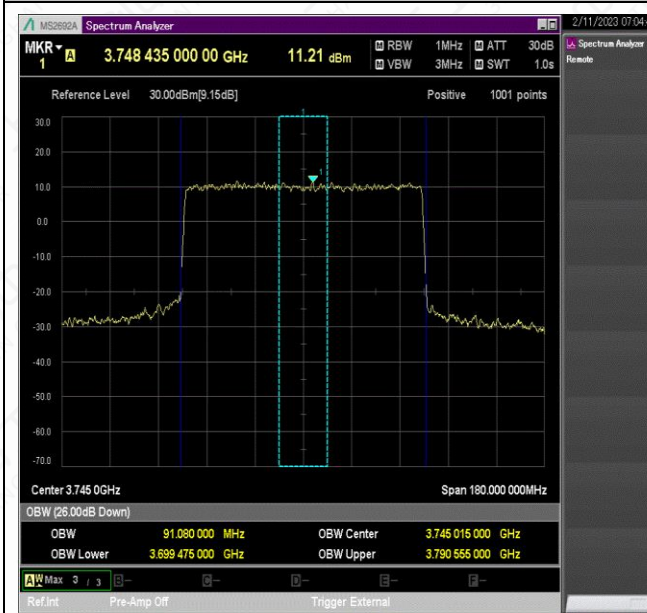 MS2692A Spectrum Analyzer
2/11/2023 07:04
MKR 1 A 3.748 435 000 00 GHz 11.21 dBm
M RBW 1MHz M ATT 30dB
M VBW 3MHz M SWT 1.0s
Spectrum Analyzer
Remote
Reference Level 30.00dBm[9.15dB] Positive 1001 points
30.0
20.0
10.0
0.0
-10.0
-20.0
-30.0
-40.0
-50.0
-60.0
-70.0
1
Center 3.745 0GHz Span 180.000 000MHz
OBW (26.00dB Down)
OBW 91.080 000 MHz OBW Center 3.745 015 000 GHz
OBW Lower 3.699 475 000 GHz OBW Upper 3.790 555 000 GHz
A W Max 3 / 3 B- C- D- E- F-
Ref.Int Pre-Amp Off Trigger External